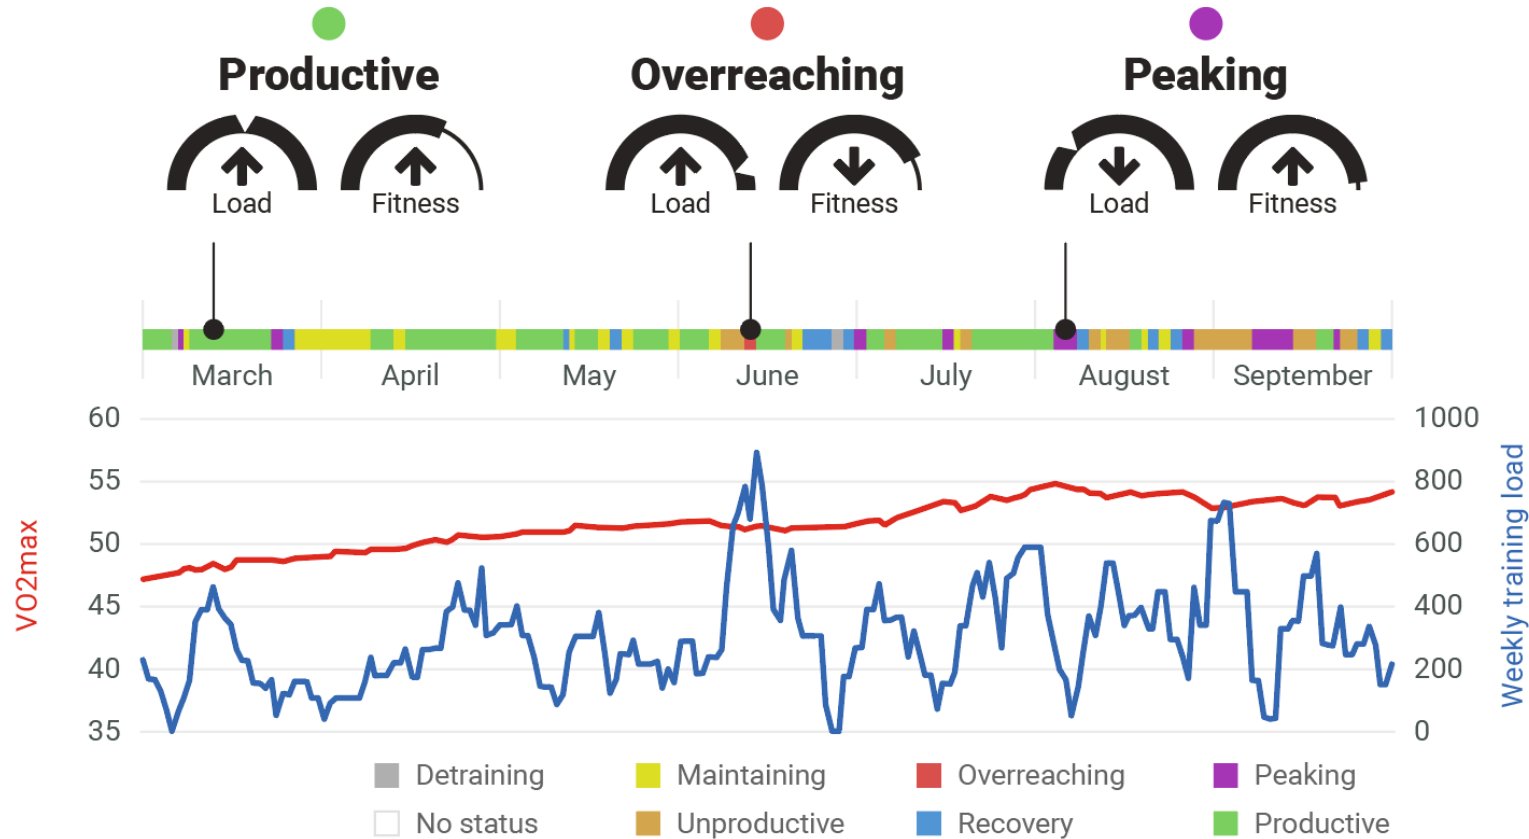 Productive Overreaching Peaking
Load Fitness Load Fitness Load Fitness
March April May June July August September
60 1000
55 800
50 600
45 400
40 200
35 0
VO2max
Weekly training load
Detraining Maintaining Overreaching Peaking
No status Unproductive Recovery Productive